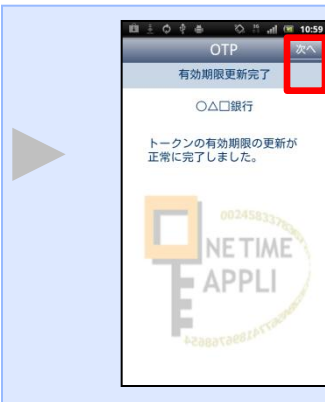 10:59
OTP
次へ
有効期限更新完了
○△□銀行
トークンの有効期限の更新が
正常に完了しました。
NE TIME
APPLI